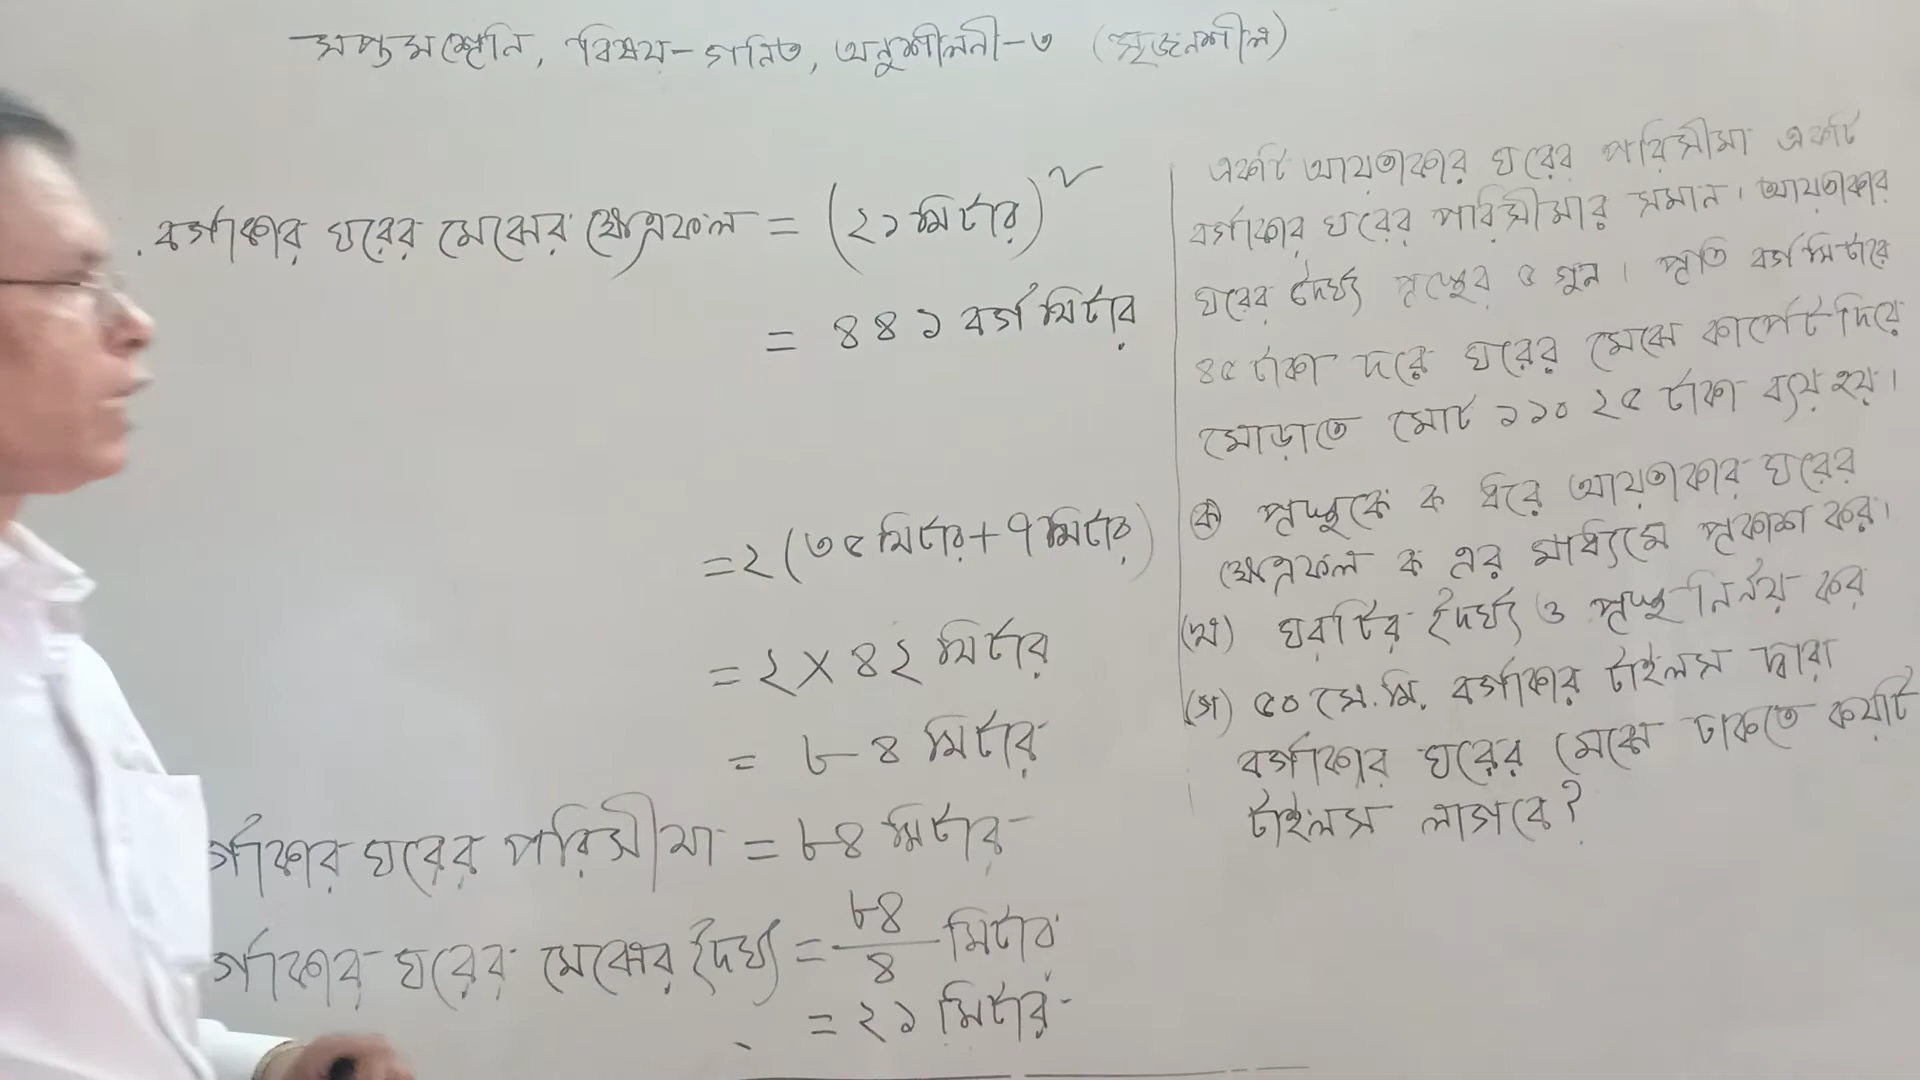 সপ্তম শ্রেনি, বিষয়- গনিত, অনুশীলনী-৩ (সৃজনশীল)
বর্গাকার ঘরের মেঝের ক্ষেত্রফল = (২১ মিটার)²
= ৪৪১ বর্গ মিটার
= ২ (৩৫ মিটার + ৭ মিটার)
= ২ × ৪২ মিটার
= ৮৪ মিটার
র্গাকার ঘরের পরিসীমা = ৮৪ মিটার
র্গাকার ঘরের মেঝের দৈর্ঘ্য = ৮৪/৪ মিটার
= ২১ মিটার
একটি আয়তাকার ঘরের পরিসীমা একটি
বর্গাকার ঘরের পরিসীমার সমান। আয়তাকার
ঘরের দৈর্ঘ্য প্রস্থের ৫ গুন। প্রতি বর্গ মিটারে
৪৫ টাকা দরে ঘরের মেঝে কার্পেট দিয়ে
মোড়াতে মোট ১১০২৫ টাকা ব্যয় হয়।
(ক) প্রস্থকে ক ধরে আয়তাকার ঘরের
ক্ষেত্রফল ক এর মাধ্যমে প্রকাশ কর।
(খ) ঘরটির দৈর্ঘ্য ও প্রস্থ নির্নয় কর
(গ) ৫০ সে.মি. বর্গাকার টাইলস দ্বারা
বর্গাকার ঘরের মেঝে ঢাকতে কয়টি
টাইলস লাগবে?